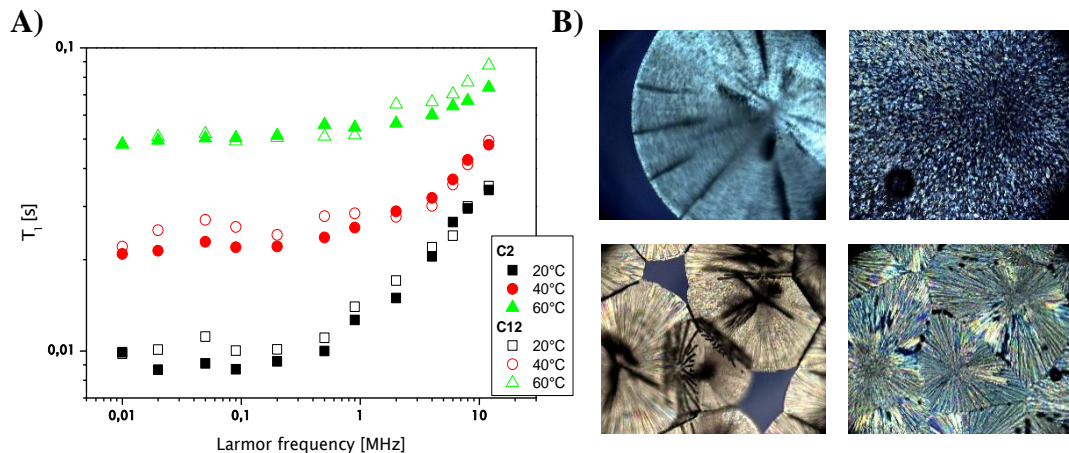 A)
B)
0,1
0,01
T1 [s]
0,01
0,1
1
10
Larmor frequency [MHz]
C2
20°C
40°C
60°C
C12
20°C
40°C
60°C